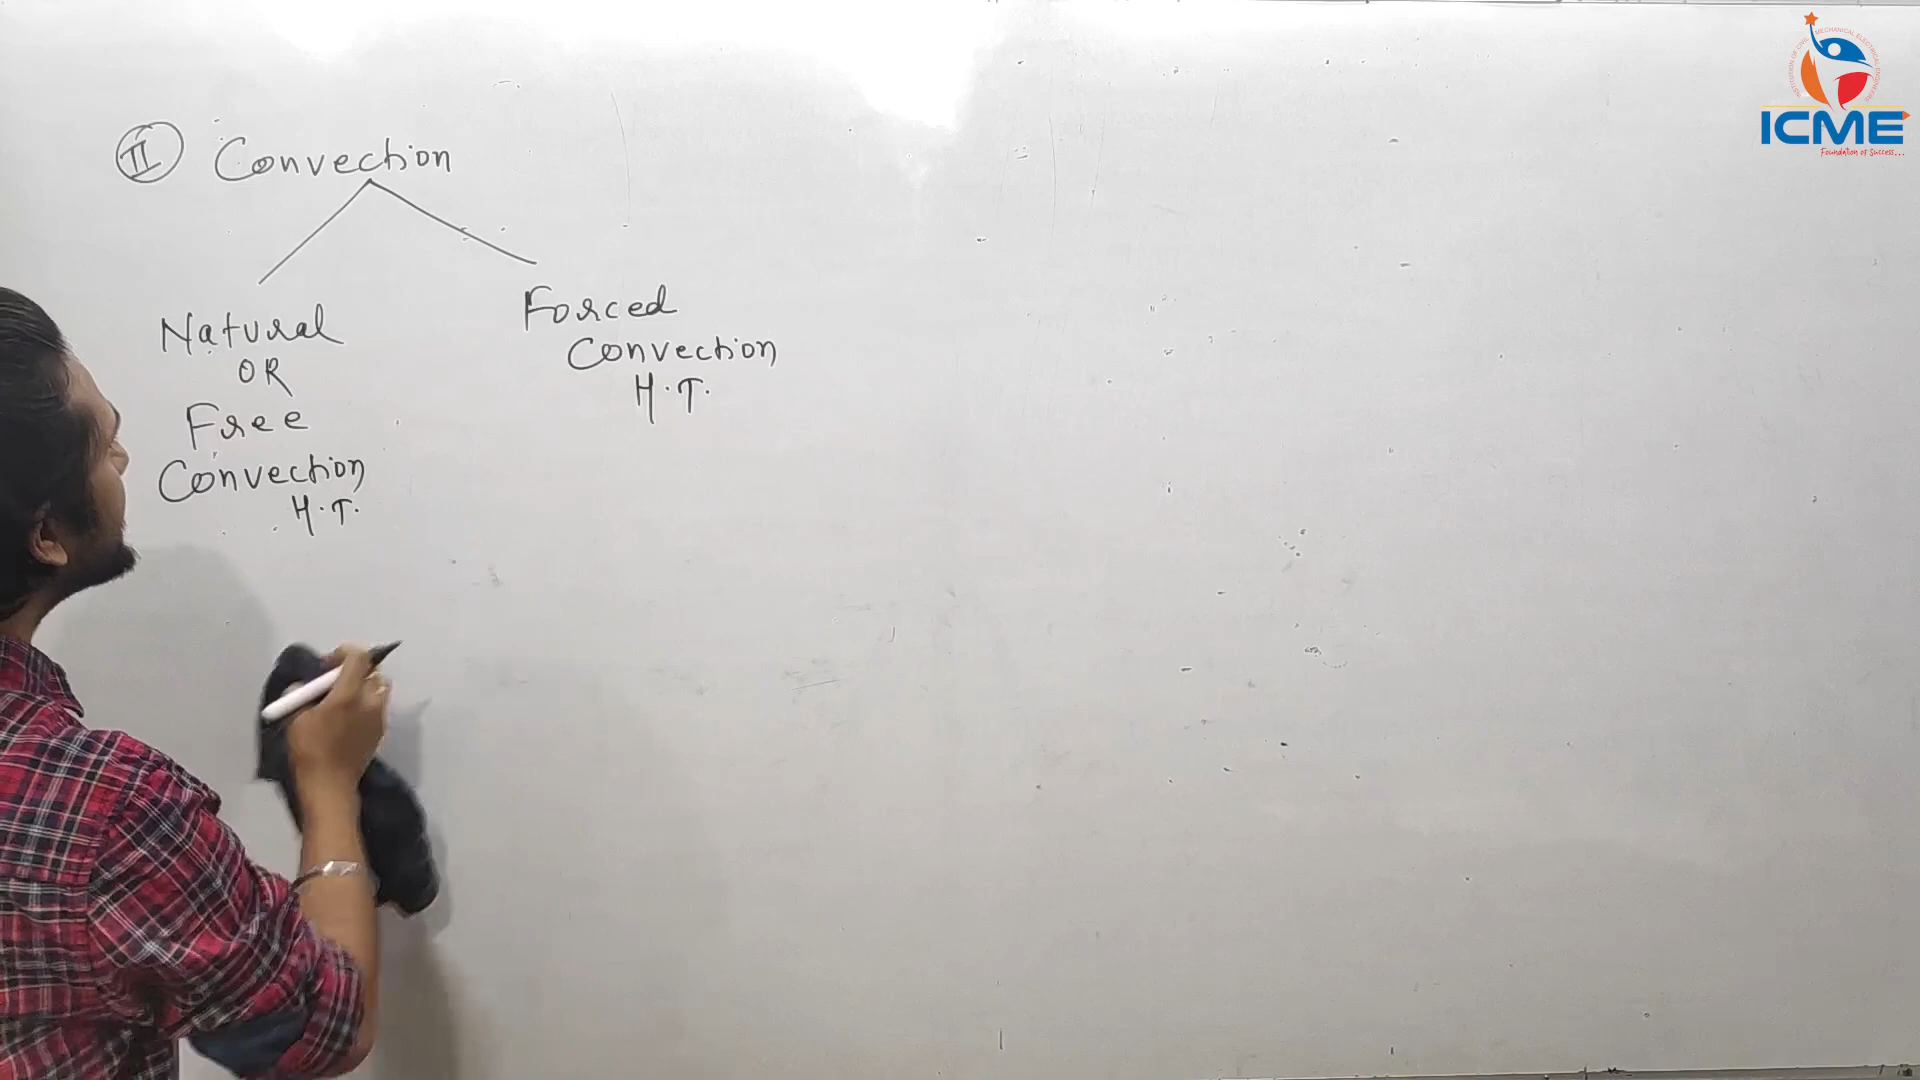 II Convection
Natural
OR
Free
Convection
H.T.
Forced
Convection
H.T.
ICME
Foundation of Success...